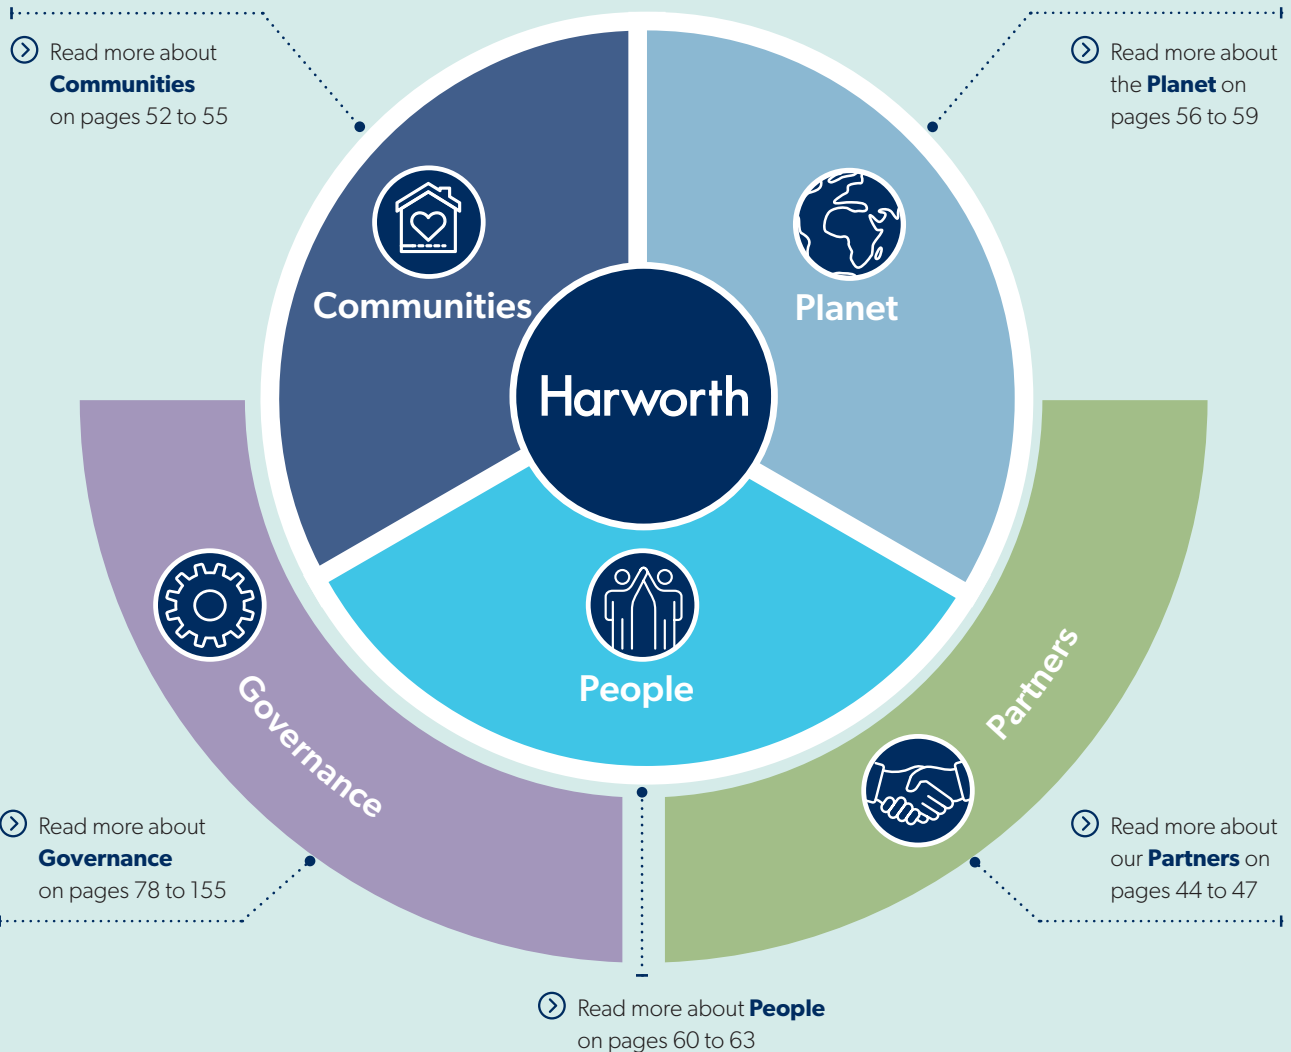 Read more about
Communities
on pages 52 to 55
Read more about
the Planet on
pages 56 to 59
Communities
Planet
Harworth
People
Governance
Partners
Read more about
Governance
on pages 78 to 155
Read more about
our Partners on
pages 44 to 47
Read more about People
on pages 60 to 63